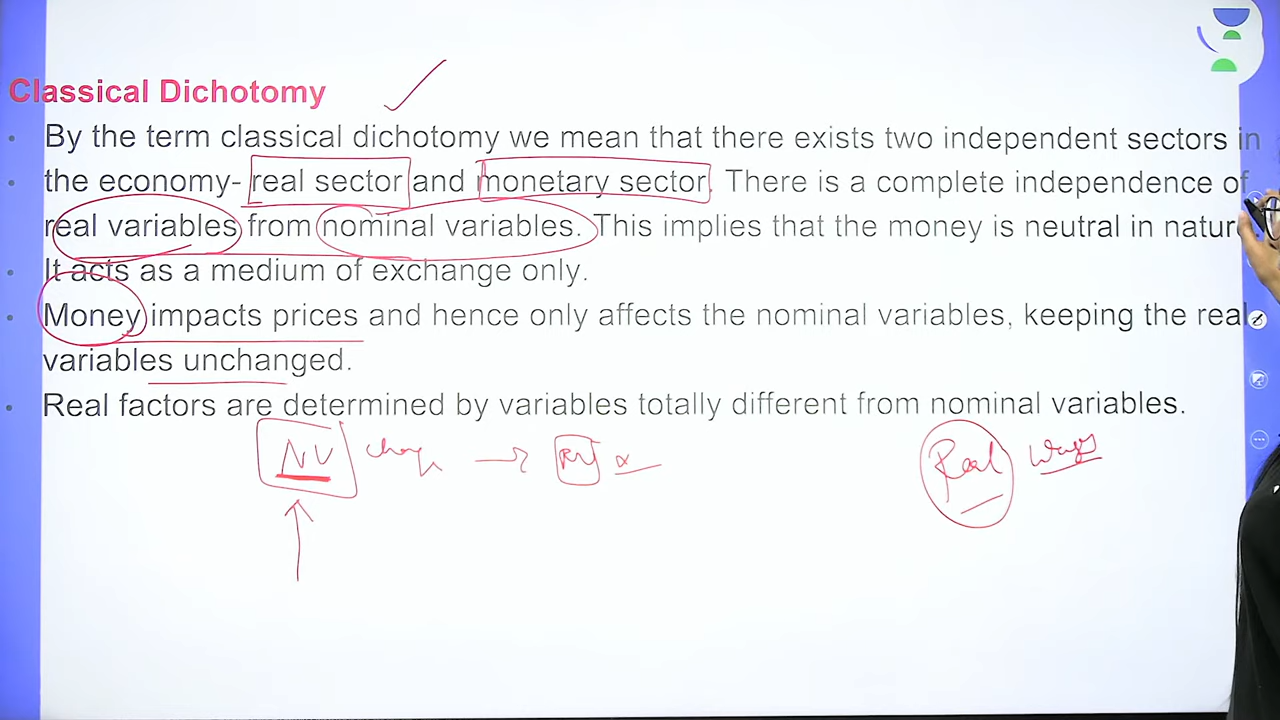 Classical Dichotomy
• By the term classical dichotomy we mean that there exists two independent sectors in
• the economy- real sector and monetary sector. There is a complete independence of
real variables from nominal variables. This implies that the money is neutral in nature
• It acts as a medium of exchange only.
• Money impacts prices and hence only affects the nominal variables, keeping the real
variables unchanged.
• Real factors are determined by variables totally different from nominal variables.
NV change → RV x
Real wages